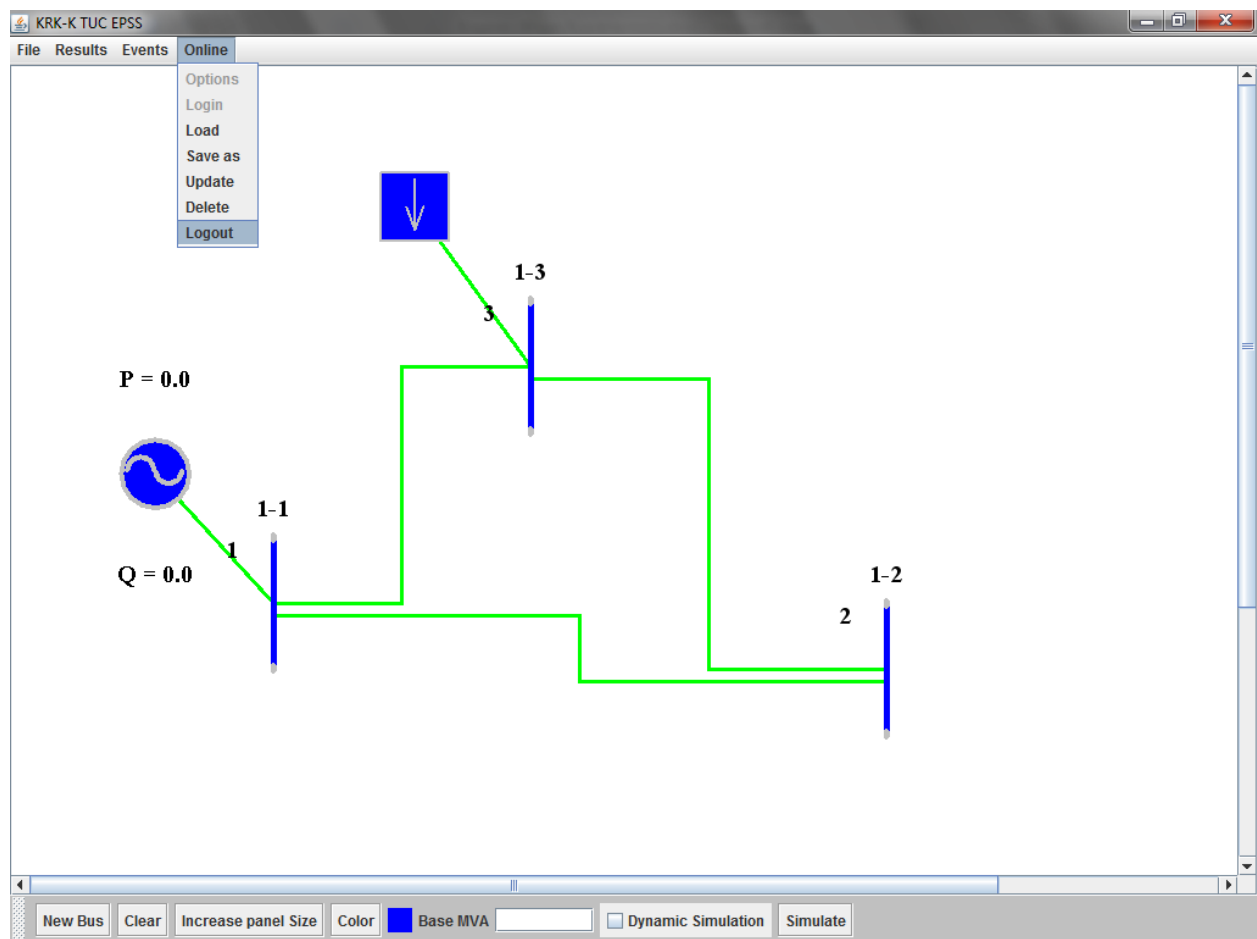 KRK-K TUC EPSS
File Results Events Online
Options
Login
Load
Save as
Update
Delete
Logout
1-3
3
P = 0.0
1-1
1
Q = 0.0
1-2
2
New Bus Clear Increase panel Size Color Base MVA Dynamic Simulation Simulate